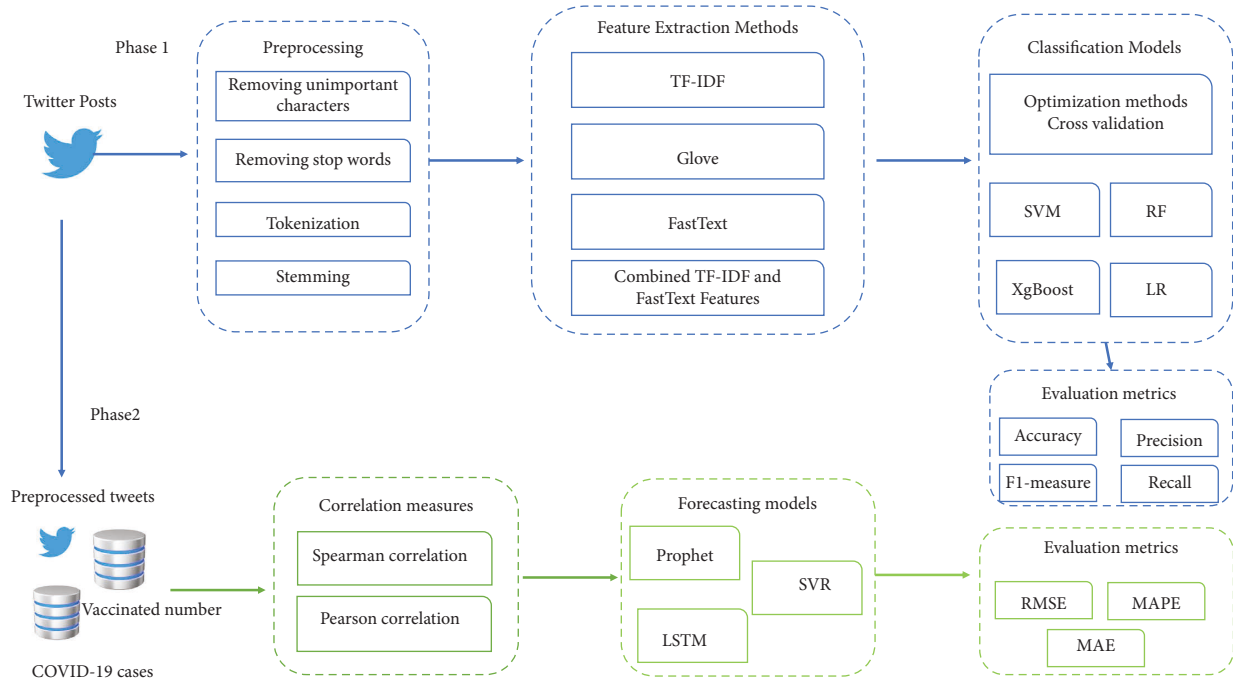 Phase 1
Twitter Posts
Preprocessing
Removing unimportant
characters
Removing stop words
Tokenization
Stemming
Feature Extraction Methods
TF-IDF
Glove
FastText
Combined TF-IDF and
FastText Features
Classification Models
Optimization methods
Cross validation
SVM
RF
XgBoost
LR
Evaluation metrics
Accuracy
Precision
F1-measure
Recall
Phase2
Preprocessed tweets
Vaccinated number
COVID-19 cases
Correlation measures
Spearman correlation
Pearson correlation
Forecasting models
Prophet
SVR
LSTM
Evaluation metrics
RMSE
MAPE
MAE